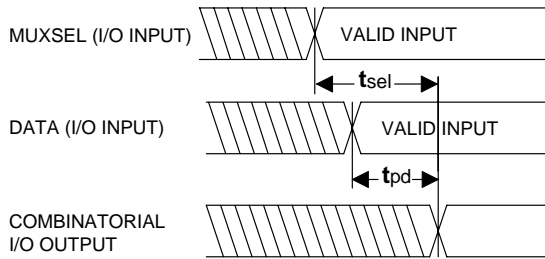 MUXSEL (I/O INPUT)
VALID INPUT
tsel
DATA (I/O INPUT)
VALID INPUT
tpd
COMBINATORIAL
I/O OUTPUT